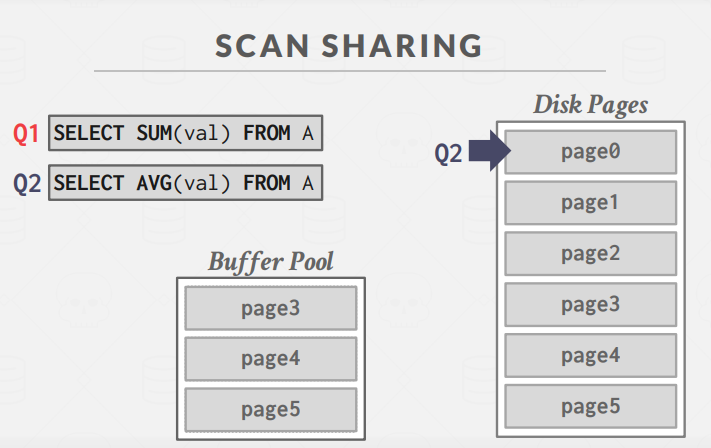 SCAN SHARING
Q1 SELECT SUM(val) FROM A
Q2 SELECT AVG(val) FROM A
Buffer Pool
page3
page4
page5
Disk Pages
Q2 page0
page1
page2
page3
page4
page5